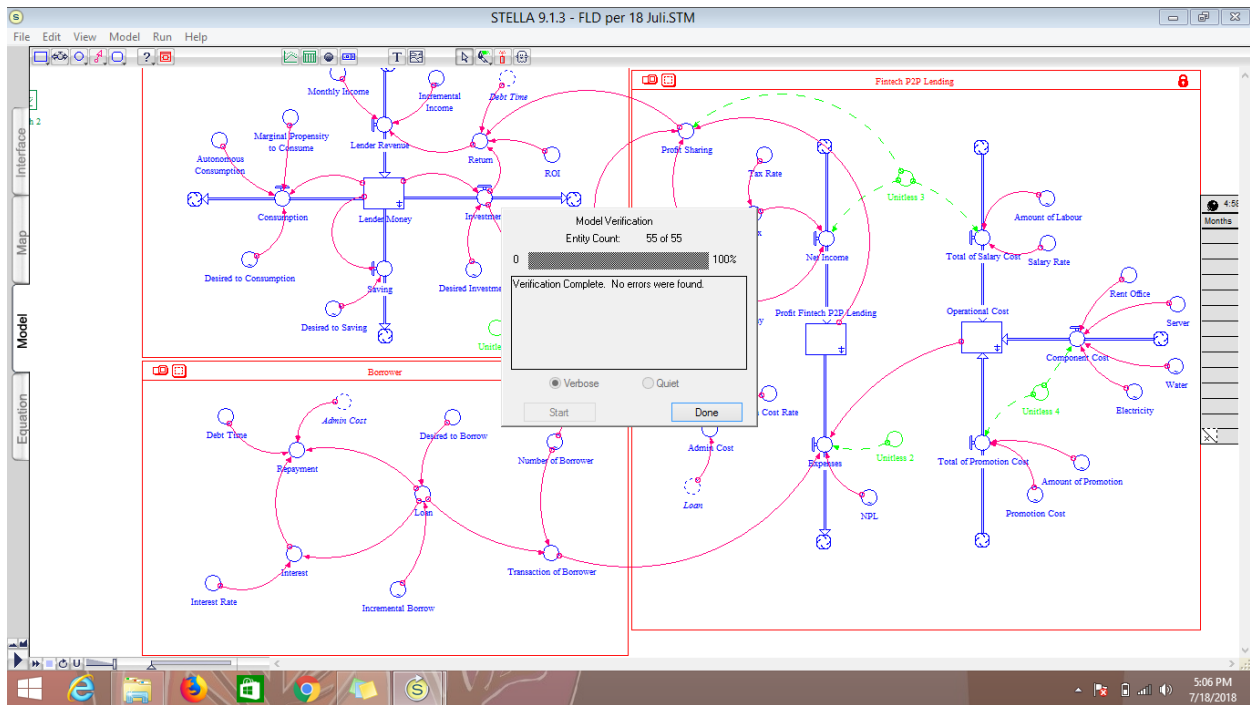 STELLA 9.1.3 - FLD per 18 Juli.STM
File Edit View Model Run Help
Interface
Map
Model
Equation
h 2
Monthly Income
Incremental
Income
Debt Time
Marginal Propensity
to Consume
Autonomous
Consumption
Lender Revenue
Return
ROI
Consumption
Lender Money
Desired to Consumption
Saving
Desired to Saving
Fintech P2P Lending
Profit Sharing
Tax Rate
Unitless 3
Net Income
Amount of Labour
Total of Salary Cost
Salary Rate
Profit Fintech P2P Lending
Operational Cost
Rent Office
Server
Component Cost
Water
Electricity
Unitless 4
Cost Rate
Admin Cost
Loan
Expenses
Unitless 2
NPL
Total of Promotion Cost
Amount of Promotion
Promotion Cost
4:58
Months
Model Verification
Entity Count: 55 of 55
0 100%
Verification Complete. No errors were found.
Verbose Quiet
Start Done
Borrower
Debt Time
Admin Cost
Desired to Borrow
Repayment
Number of Borrower
Loan
Interest
Interest Rate
Incremental Borrow
Transaction of Borrower
5:06 PM
7/18/2018